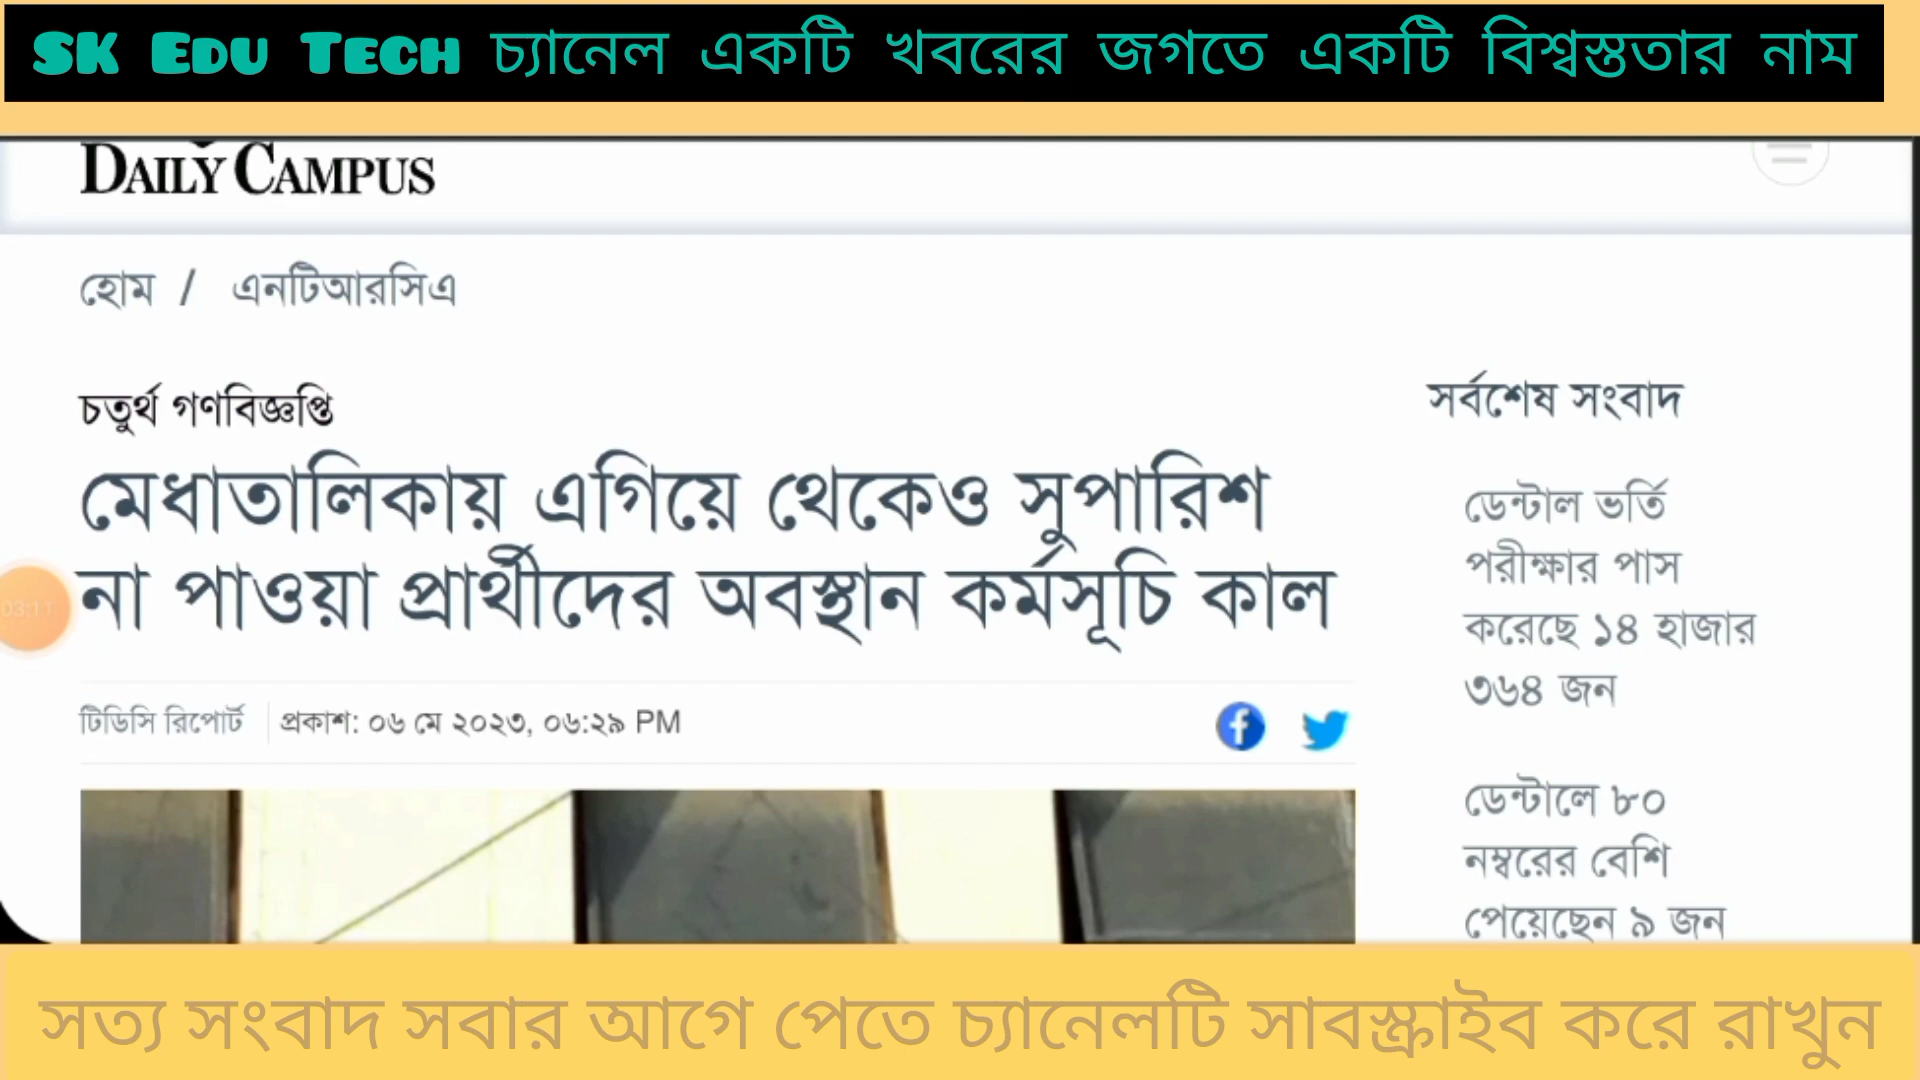 SK EDU TECH চ্যানেল একটি খবরের জগতে একটি বিশ্বস্ততার নাম
DAILY CAMPUS
হোম / এনটিআরসিএ
চতুর্থ গণবিজ্ঞপ্তি
মেধাতালিকায় এগিয়ে থেকেও সুপারিশ
না পাওয়া প্রার্থীদের অবস্থান কর্মসূচি কাল
03:11
টিডিসি রিপোর্ট
প্রকাশ: ০৬ মে ২০২৩, ০৬:২৯ PM
সর্বশেষ সংবাদ
ডেন্টাল ভর্তি
পরীক্ষার পাস
করেছে ১৪ হাজার
৩৬৪ জন
ডেন্টালে ৮০
নম্বরের বেশি
পেয়েছেন ৯ জন
সত্য সংবাদ সবার আগে পেতে চ্যানেলটি সাবস্ক্রাইব করে রাখুন